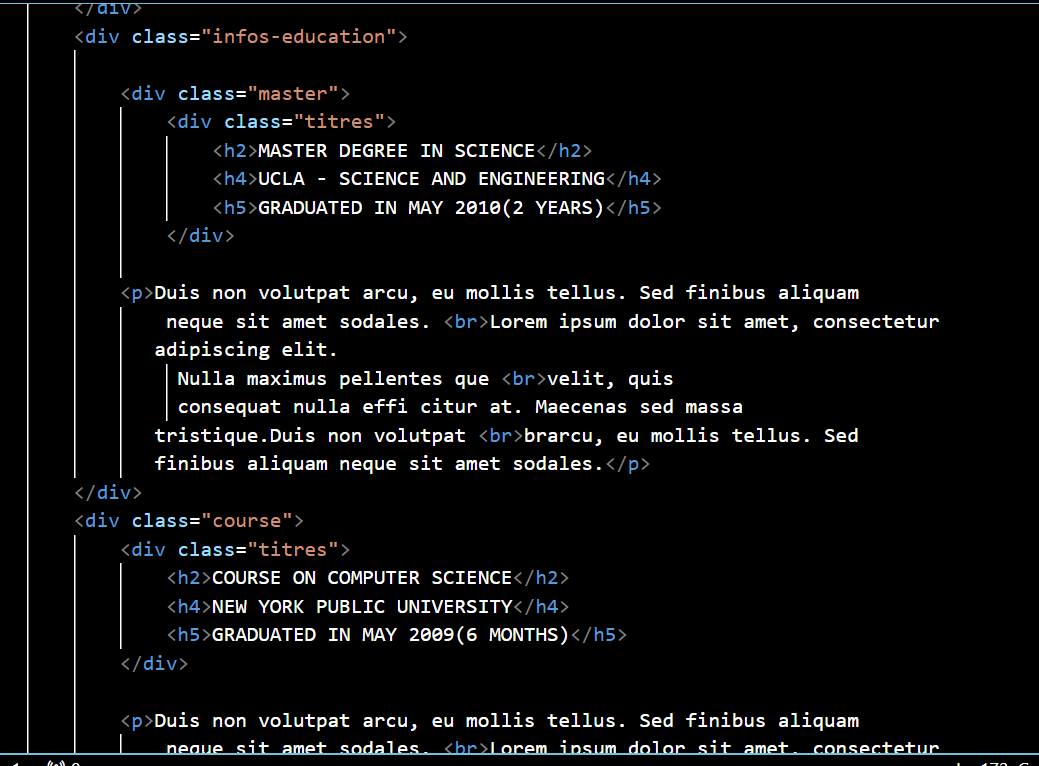 </div>
<div class="infos-education">
<div class="master">
<div class="titres">
<h2>MASTER DEGREE IN SCIENCE</h2>
<h4>UCLA - SCIENCE AND ENGINEERING</h4>
<h5>GRADUATED IN MAY 2010(2 YEARS)</h5>
</div>
<p>Duis non volutpat arcu, eu mollis tellus. Sed finibus aliquam
neque sit amet sodales. <br>Lorem ipsum dolor sit amet, consectetur
adipiscing elit.
Nulla maximus pellentes que <br>velit, quis
consequat nulla effi citur at. Maecenas sed massa
tristique.Duis non volutpat <br>brarcu, eu mollis tellus. Sed
finibus aliquam neque sit amet sodales.</p>
</div>
<div class="course">
<div class="titres">
<h2>COURSE ON COMPUTER SCIENCE</h2>
<h4>NEW YORK PUBLIC UNIVERSITY</h4>
<h5>GRADUATED IN MAY 2009(6 MONTHS)</h5>
</div>
<p>Duis non volutpat arcu, eu mollis tellus. Sed finibus aliquam
neque sit amet sodales. <br>Lorem ipsum dolor sit amet, consectetur